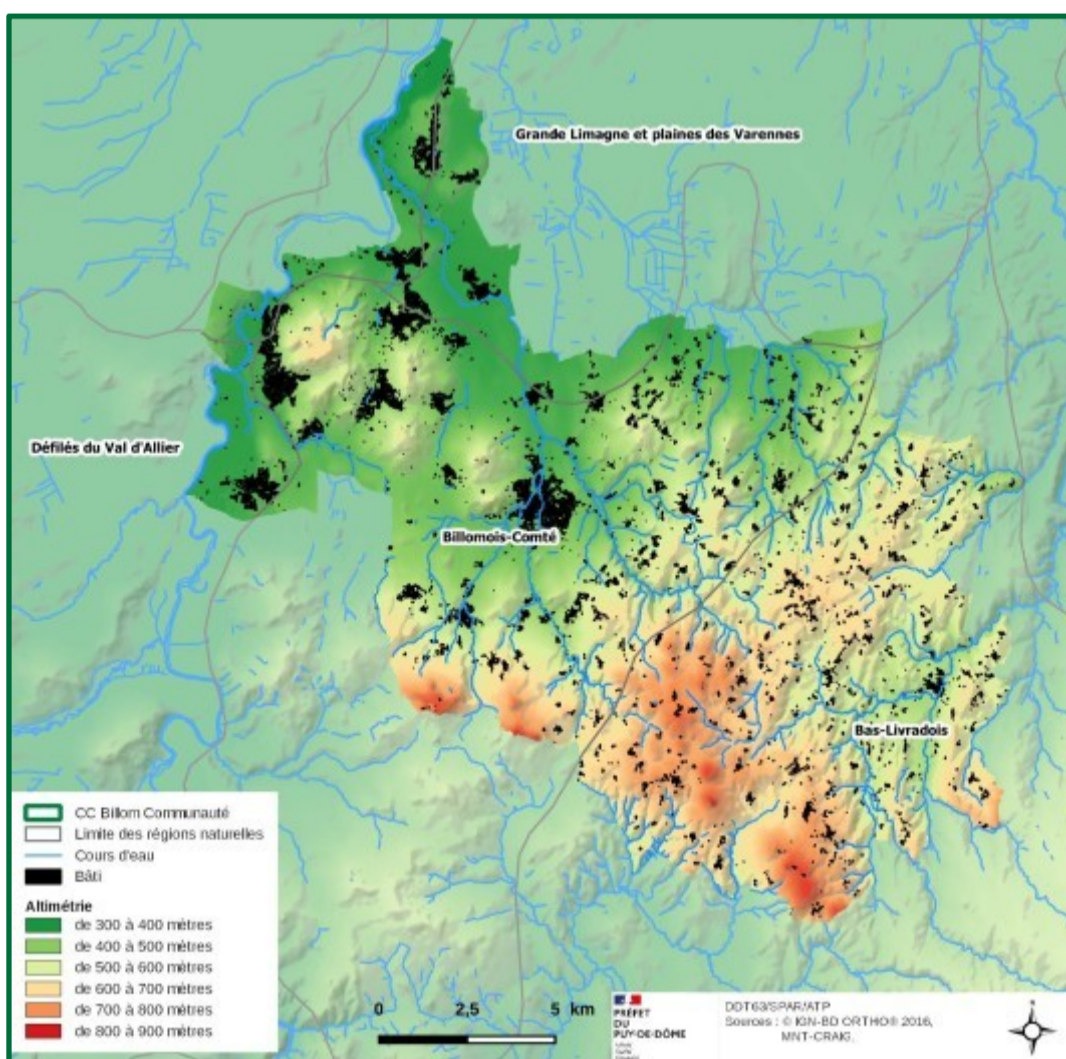 Grande Limagne et plaines des Varennes
Défilés du Val d'Allier
Billomois-Comté
Bas-Livradois
CC Billom Communauté
Limite des régions naturelles
Cours d'eau
Bâti
Altimétrie
de 300 à 400 mètres
de 400 à 500 mètres
de 500 à 600 mètres
de 600 à 700 mètres
de 700 à 800 mètres
de 800 à 900 mètres
0 2,5 5 km
PRÉFET
DU
PUY-DE-DÔME
DDT63/SPAR/ATP
Sources : © IGN-BD ORTHO® 2016,
MNT-CRAIG.